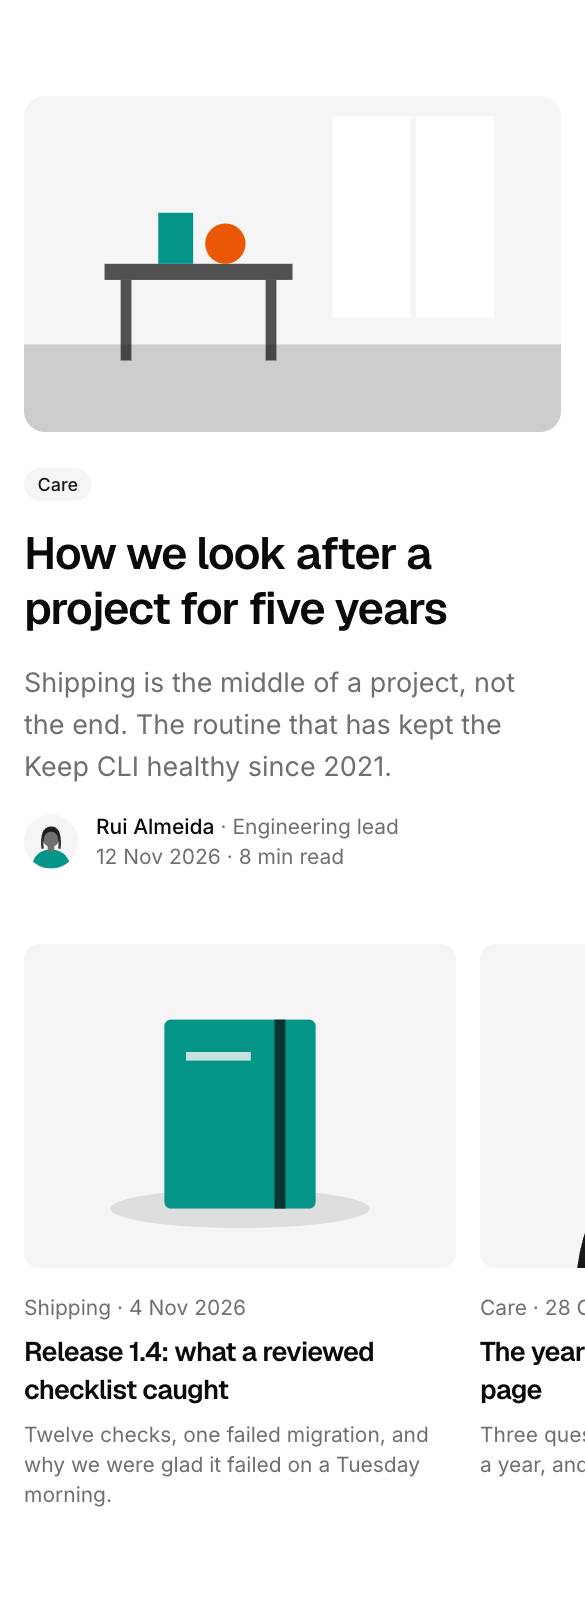 Care
How we look after a
project for five years
Shipping is the middle of a project, not
the end. The routine that has kept the
Keep CLI healthy since 2021.
Rui Almeida · Engineering lead
12 Nov 2026 · 8 min read
Shipping · 4 Nov 2026
Release 1.4: what a reviewed
checklist caught
Twelve checks, one failed migration, and
why we were glad it failed on a Tuesday
morning.
Care · 28
The year
page
Three
a year, and